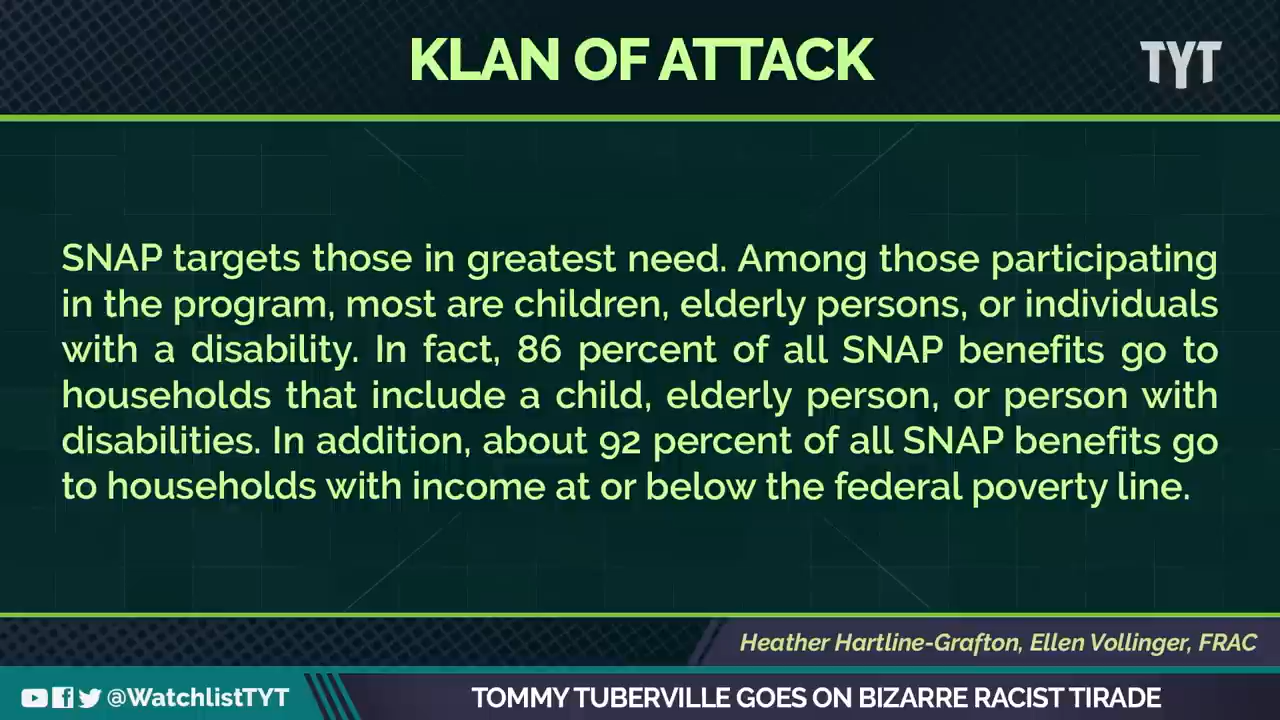 KLAN OF ATTACK
TYT
SNAP targets those in greatest need. Among those participating
in the program, most are children, elderly persons, or individuals
with a disability. In fact, 86 percent of all SNAP benefits go to
households that include a child, elderly person, or person with
disabilities. In addition, about 92 percent of all SNAP benefits go
to households with income at or below the federal poverty line.
Heather Hartline-Grafton, Ellen Vollinger, FRAC
@WatchlistTYT
TOMMY TUBERVILLE GOES ON BIZARRE RACIST TIRADE